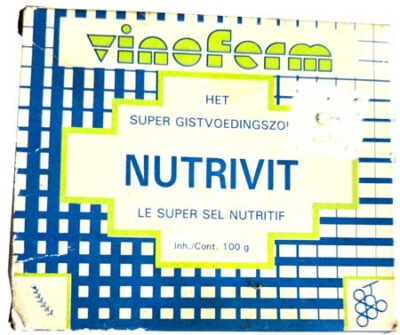 vinoferm
HET
SUPER GISTVOEDINGSZO
NUTRIVIT
LE SUPER SEL NUTRITIF
Inh./Cont. 100 g